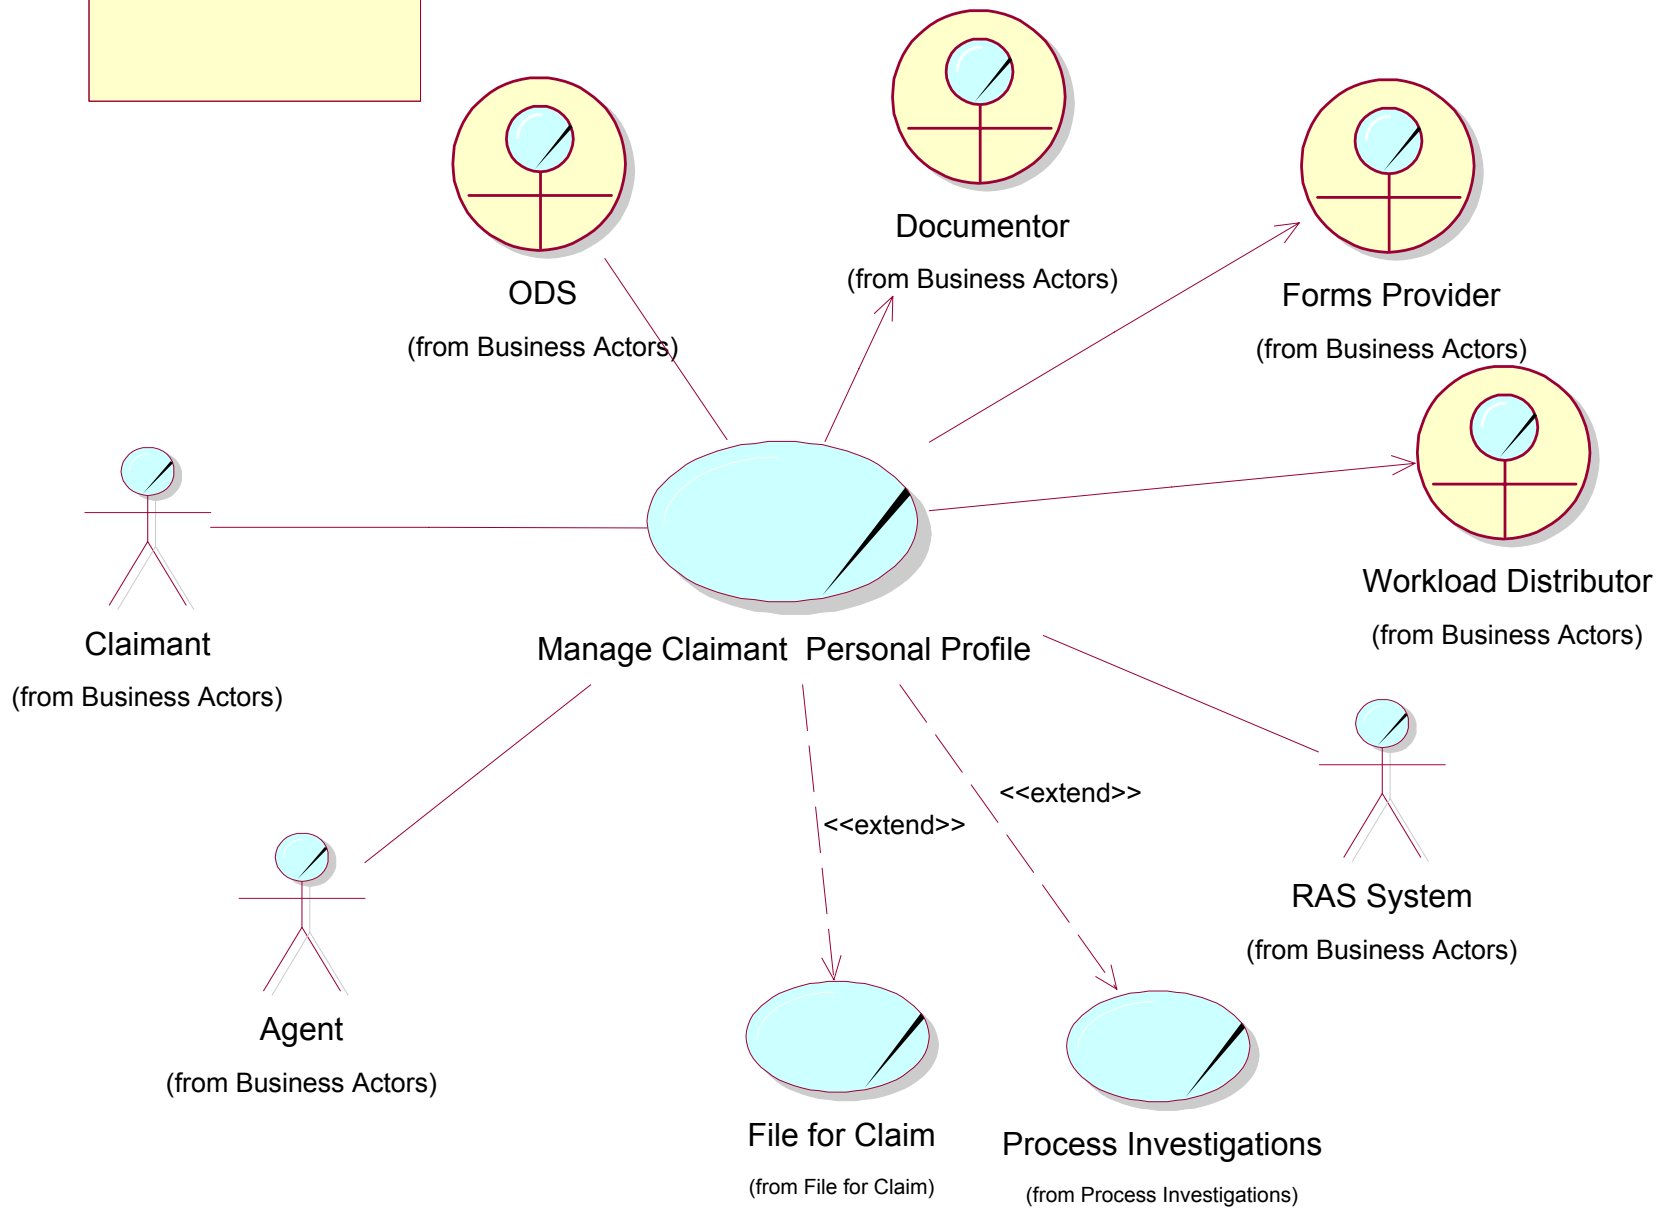 Documentor
(from Business Actors)
ODS
(from Business Actors)
Forms Provider
(from Business Actors)
Workload Distributor
(from Business Actors)
Claimant
(from Business Actors)
Manage Claimant  Personal Profile
<<extend>>
<<extend>>
RAS System
(from Business Actors)
Agent
(from Business Actors)
File for Claim
(from File for Claim)
Process Investigations
(from Process Investigations)